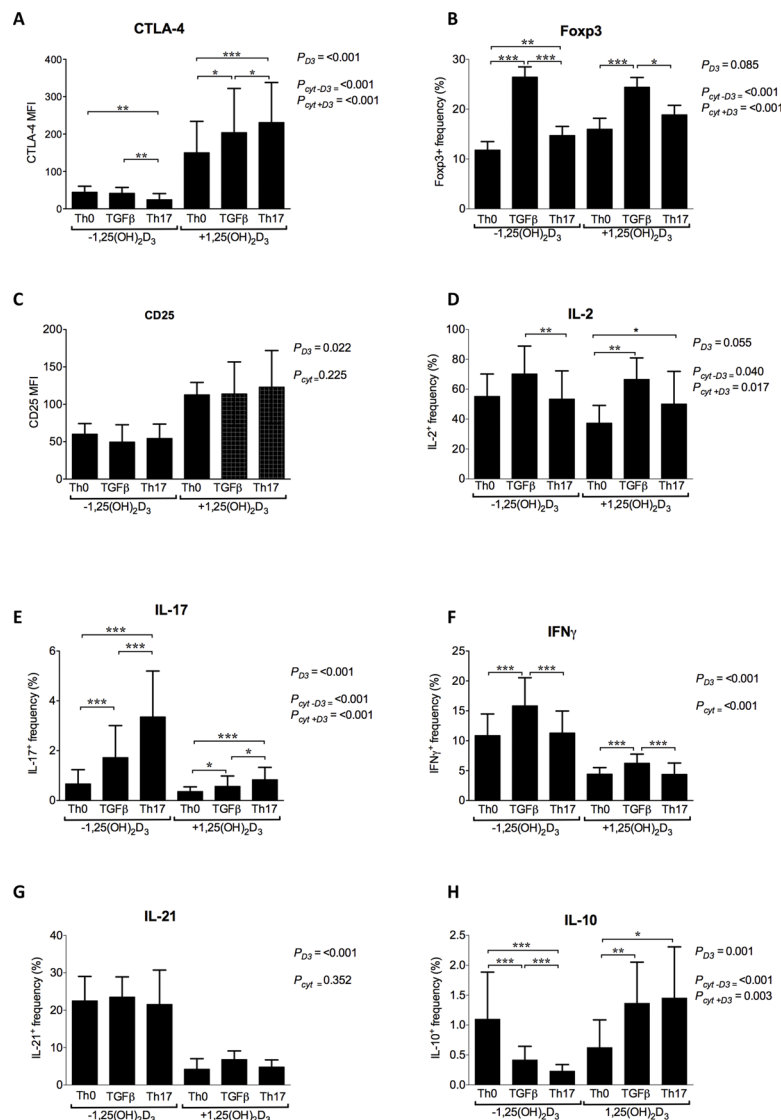 A
CTLA-4
CTLA-4 MFI
400
300
200
100
0
**
**
***
*
*
P_D3 = <0.001
P_cyt -D3 = <0.001
P_cyt +D3 = <0.001
Th0 TGFβ Th17 Th0 TGFβ Th17
-1,25(OH)₂D₃ +1,25(OH)₂D₃
B
Foxp3
Foxp3+ frequency (%)
30
20
10
0
**
*** ***
*** *
P_D3 = 0.085
P_cyt -D3 = <0.001
P_cyt +D3 = <0.001
Th0 TGFβ Th17 Th0 TGFβ Th17
-1,25(OH)₂D₃ +1,25(OH)₂D₃
C
CD25
CD25 MFI
200
150
100
50
0
P_D3 = 0.022
P_cyt = 0.225
Th0 TGFβ Th17 Th0 TGFβ Th17
-1,25(OH)₂D₃ +1,25(OH)₂D₃
D
IL-2
IL-2⁺ frequency (%)
100
80
60
40
20
0
**
*
**
P_D3 = 0.055
P_cyt -D3 = 0.040
P_cyt +D3 = 0.017
Th0 TGFβ Th17 Th0 TGFβ Th17
-1,25(OH)₂D₃ +1,25(OH)₂D₃
E
IL-17
IL-17⁺ frequency (%)
6
4
2
0
***
***
***
***
*
*
P_D3 = <0.001
P_cyt -D3 = <0.001
P_cyt +D3 = <0.001
Th0 TGFβ Th17 Th0 TGFβ Th17
-1,25(OH)₂D₃ +1,25(OH)₂D₃
F
IFNγ
IFNγ⁺ frequency (%)
25
20
15
10
5
0
*** ***
*** ***
P_D3 = <0.001
P_cyt = <0.001
Th0 TGFβ Th17 Th0 TGFβ Th17
-1,25(OH)₂D₃ +1,25(OH)₂D₃
G
IL-21
IL-21⁺ frequency (%)
40
30
20
10
0
P_D3 = <0.001
P_cyt = 0.352
Th0 TGFβ Th17 Th0 TGFβ Th17
-1,25(OH)₂D₃ +1,25(OH)₂D₃
H
IL-10
IL-10⁺ frequency (%)
2.5
2.0
1.5
1.0
0.5
0.0
***
*** ***
*
**
P_D3 = 0.001
P_cyt -D3 = <0.001
P_cyt +D3 = 0.003
Th0 TGFβ Th17 Th0 TGFβ Th17
-1,25(OH)₂D₃ 1,25(OH)₂D₃